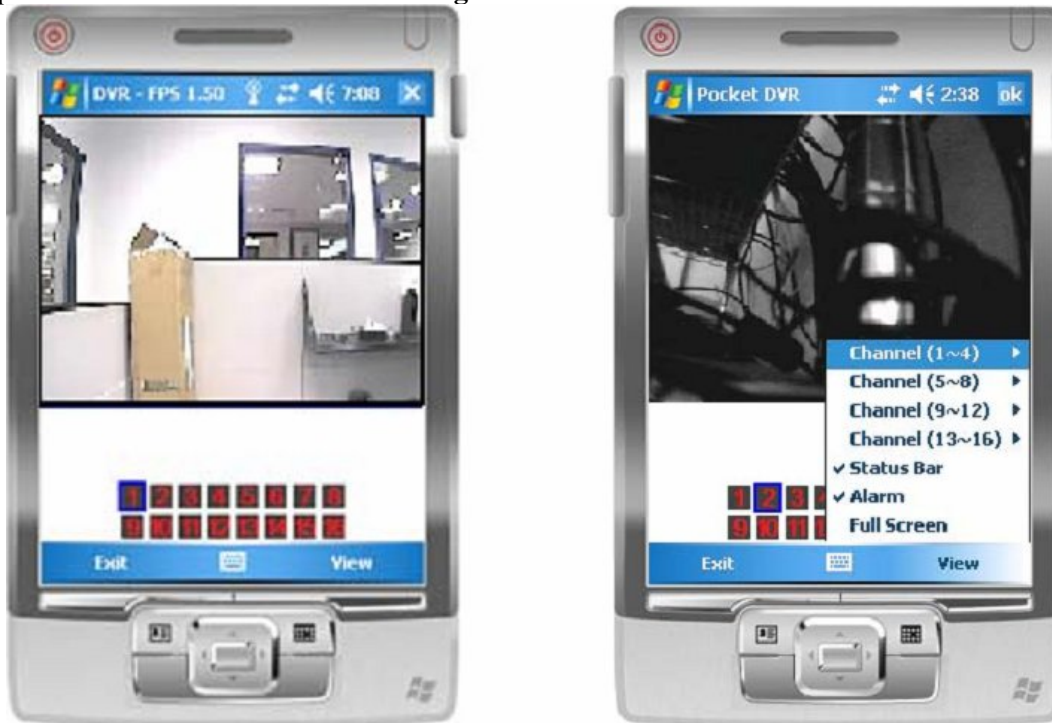 DVR - FPS 1.50 7:08
1 2 3 4 5 6 7 8
9 10 11 12 13 14 15 16
Exit View
Pocket DVR 2:38 ok
Channel (1~4)
Channel (5~8)
Channel (9~12)
Channel (13~16)
Status Bar
Alarm
Full Screen
1 2 3
9 10 11
Exit View